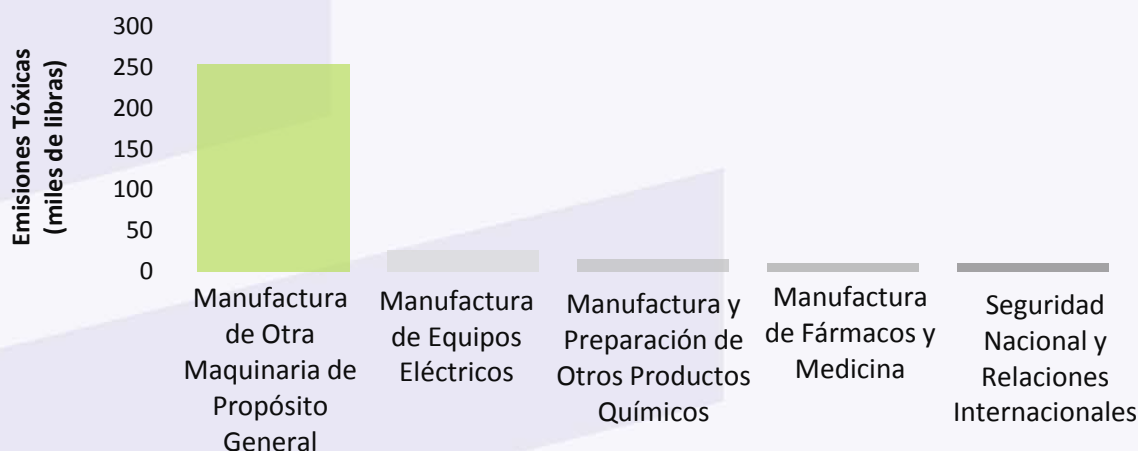 Emisiones Tóxicas
(miles de libras)
300
250
200
150
100
50
0
Manufactura
de Otra
Maquinaria de
Propósito
General
Manufactura
de Equipos
Eléctricos
Manufactura y
Preparación de
Otros Productos
Químicos
Manufactura
de Fármacos y
Medicina
Seguridad
Nacional y
Relaciones
Internacionales